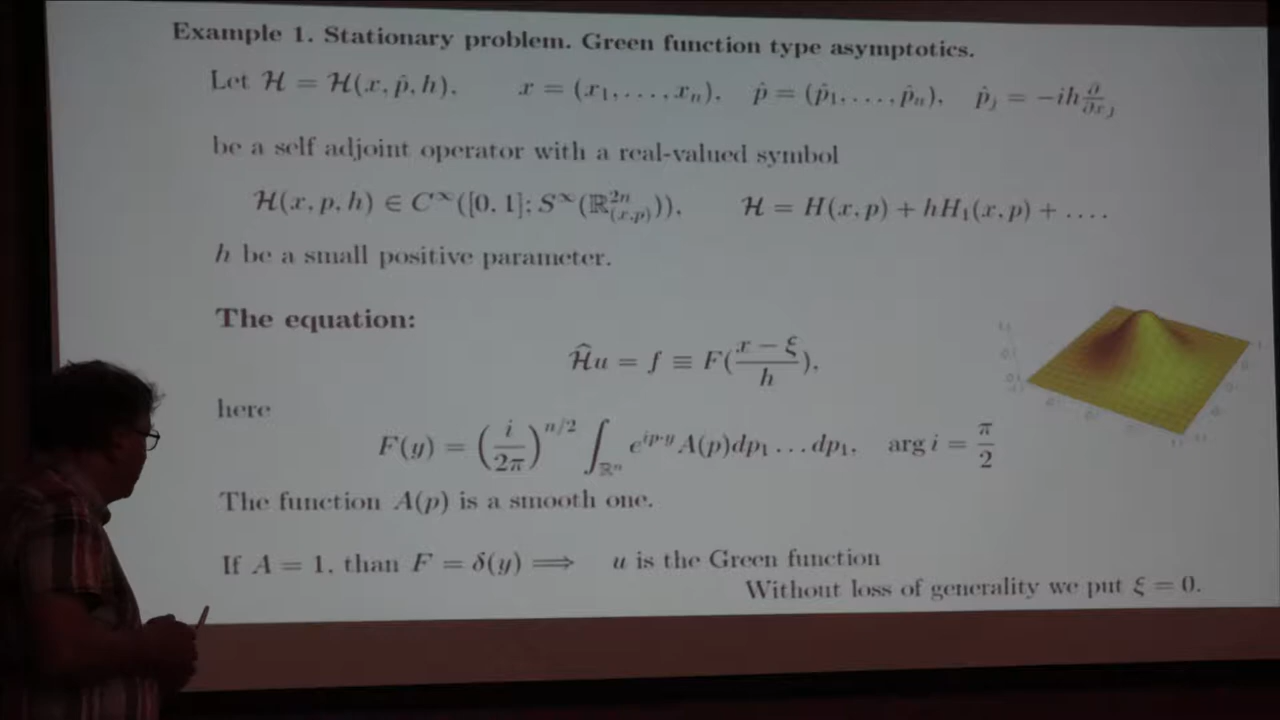 Example 1. Stationary problem. Green function type asymptotics.
Let ℋ = ℋ(x, p̂, h), x = (x₁, …, xₙ), p̂ = (p̂₁, …, p̂ₙ), p̂ⱼ = −ih ∂/∂xⱼ
be a self adjoint operator with a real-valued symbol
ℋ(x, p, h) ∈ C^∞([0, 1]; S^∞(ℝ^{2n}_{(x,p)})), ℋ = H(x, p) + hH₁(x, p) + ….
h be a small positive parameter.
The equation:
ℋ̂u = f ≡ F((x − ξ)/h),
here
F(y) = (i/2π)^{n/2} ∫_{ℝⁿ} e^{ip·y} A(p)dp₁ … dp₁, arg i = π/2
The function A(p) is a smooth one.
If A = 1, than F = δ(y) ⟹ u is the Green function
Without loss of generality we put ξ = 0.